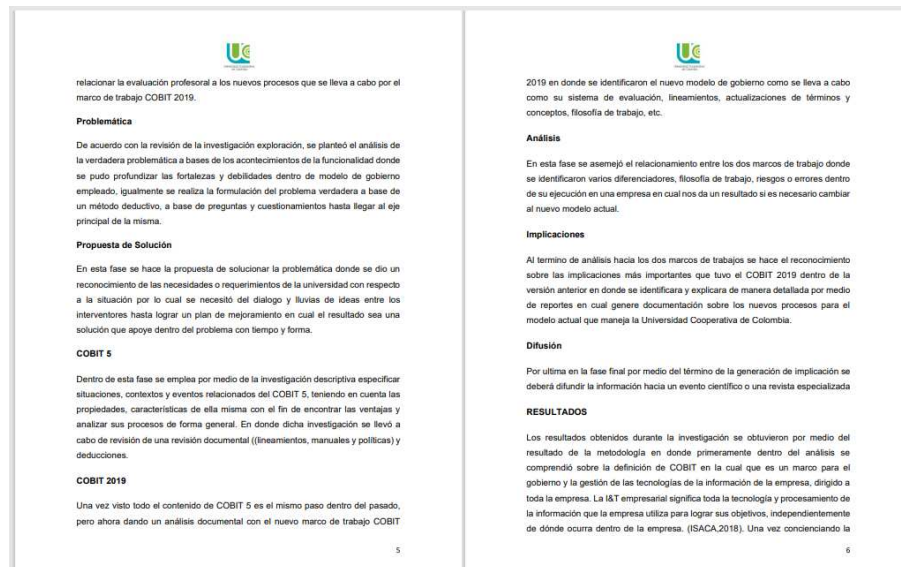 relacionar la evaluación profesoral a los nuevos procesos que se lleva a cabo por el
marco de trabajo COBIT 2019.
Problemática
De acuerdo con la revisión de la investigación exploración, se planteó el análisis de
la verdadera problemática a bases de los acontecimientos de la funcionalidad donde
se pudo profundizar las fortalezas y debilidades dentro de modelo de gobierno
empleado, igualmente se realiza la formulación del problema verdadera a base de
un método deductivo, a base de preguntas y cuestionamientos hasta llegar al eje
principal de la misma.
Propuesta de Solución
En esta fase se hace la propuesta de solucionar la problemática donde se dio un
reconocimiento de las necesidades o requerimientos de la universidad con respecto
a la situación por lo cual se necesitó del dialogo y lluvias de ideas entre los
interventores hasta lograr un plan de mejoramiento en cual el resultado sea una
solución que apoye dentro del problema con tiempo y forma.
COBIT 5
Dentro de esta fase se emplea por medio de la investigación descriptiva especificar
situaciones, contextos y eventos relacionados del COBIT 5, teniendo en cuenta las
propiedades, características de ella misma con el fin de encontrar las ventajas y
analizar sus procesos de forma general. En donde dicha investigación se llevó a
cabo de revisión de una revisión documental ((lineamientos, manuales y políticas) y
deducciones.
COBIT 2019
Una vez visto todo el contenido de COBIT 5 es el mismo paso dentro del pasado,
pero ahora dando un análisis documental con el nuevo marco de trabajo COBIT
5
2019 en donde se identificaron el nuevo modelo de gobierno como se lleva a cabo
como su sistema de evaluación, lineamientos, actualizaciones de términos y
conceptos, filosofía de trabajo, etc.
Análisis
En esta fase se asemejó el relacionamiento entre los dos marcos de trabajo donde
se identificaron varios diferenciadores, filosofía de trabajo, riesgos o errores dentro
de su ejecución en una empresa en cual nos da un resultado si es necesario cambiar
al nuevo modelo actual.
Implicaciones
Al termino de análisis hacia los dos marcos de trabajos se hace el reconocimiento
sobre las implicaciones más importantes que tuvo el COBIT 2019 dentro de la
versión anterior en donde se identificara y explicara de manera detallada por medio
de reportes en cual genere documentación sobre los nuevos procesos para el
modelo actual que maneja la Universidad Cooperativa de Colombia.
Difusión
Por ultima en la fase final por medio del término de la generación de implicación se
deberá difundir la información hacia un evento científico o una revista especializada
RESULTADOS
Los resultados obtenidos durante la investigación se obtuvieron por medio del
resultado de la metodología en donde primeramente dentro del análisis se
comprendió sobre la definición de COBIT en la cual que es un marco para el
gobierno y la gestión de las tecnologías de la información de la empresa, dirigido a
toda la empresa. La I&T empresarial significa toda la tecnología y procesamiento de
la información que la empresa utiliza para lograr sus objetivos, independientemente
de dónde ocurra dentro de la empresa. (ISACA,2018). Una vez concienciando la
6